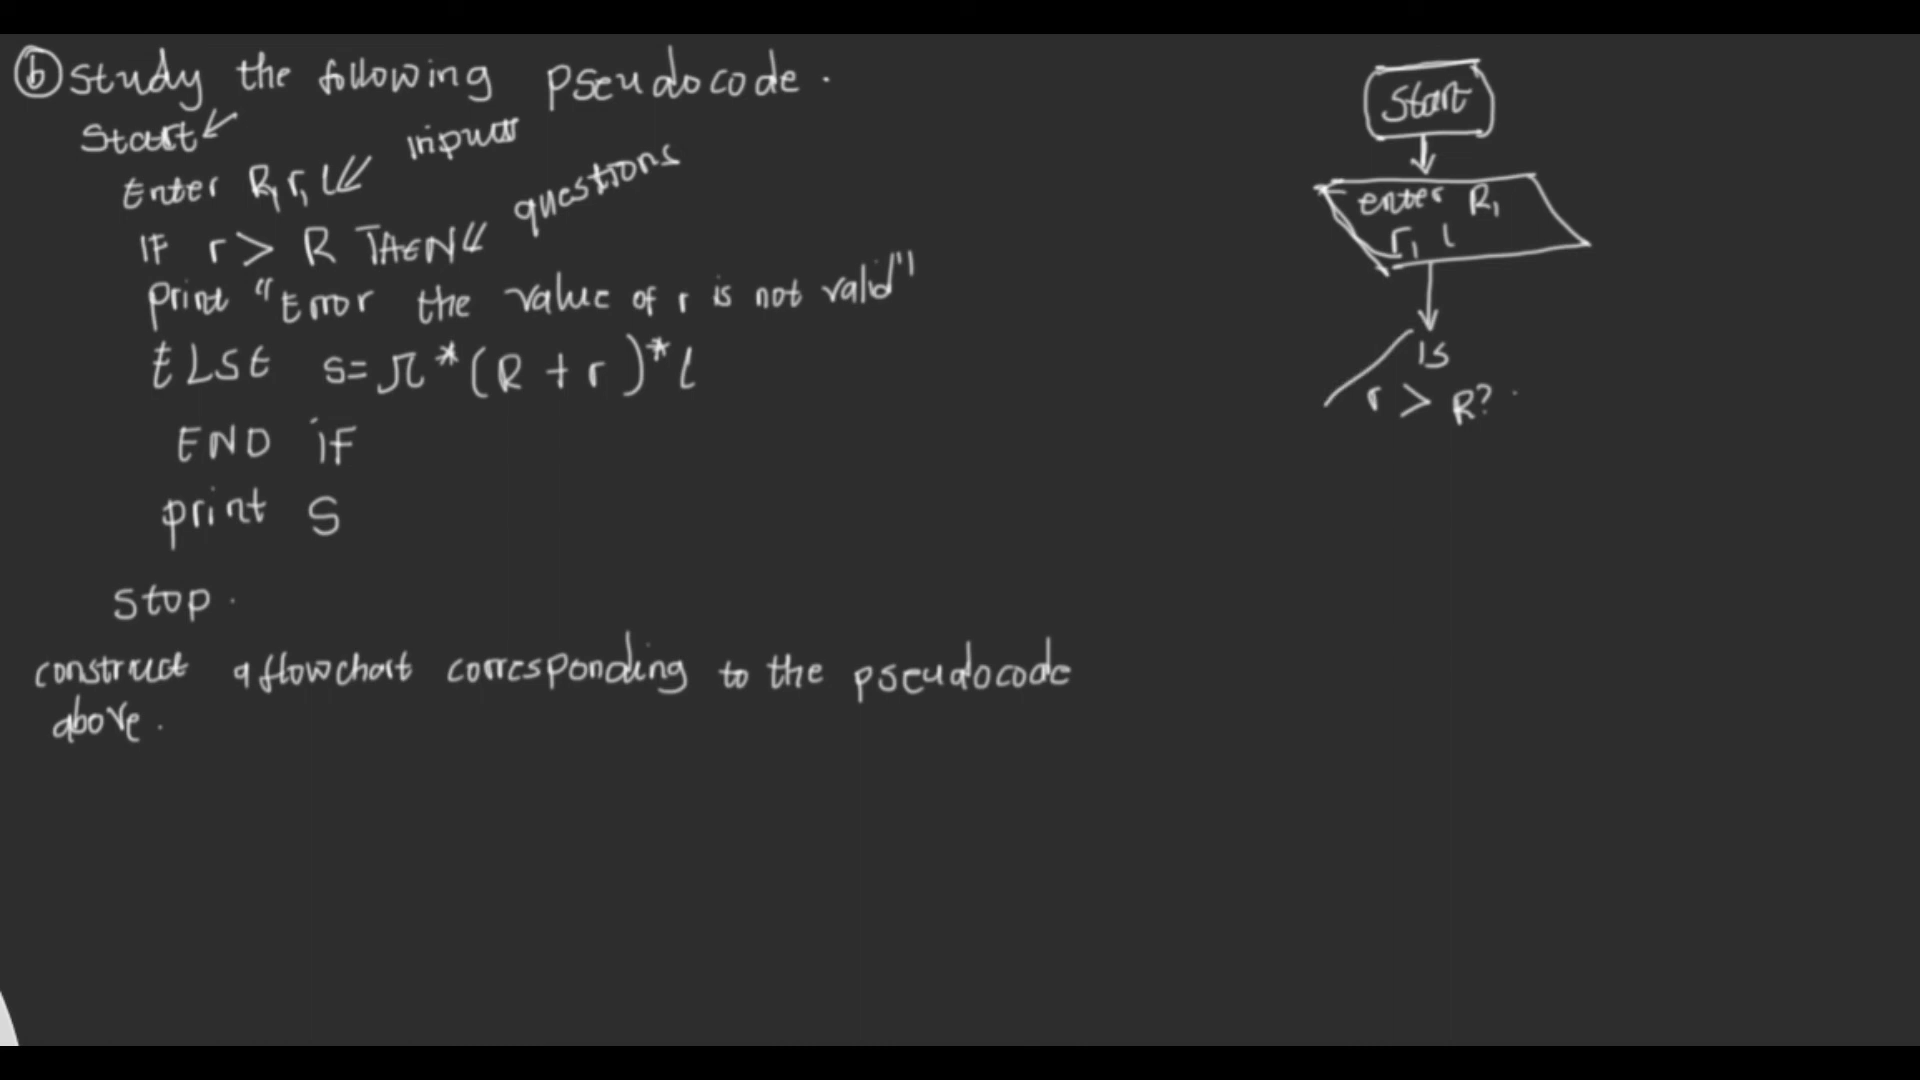 (b) Study the following pseudocode.
Start
Enter R, r, l
inputs
IF r > R THEN
questions
Print "Error the value of r is not valid"
ELSE s = π * (R + r) * l
END if
print S
stop.
construct a flowchart corresponding to the pseudocode
above.
Start
enter R,
r, l
is
r > R?